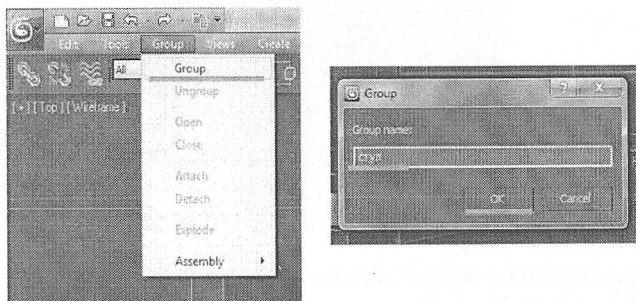 Edit Tools Group Views Create
All
Group
Ungroup
Open
Close
Attach
Detach
Explode
Assembly
[+][Top][Wireframe]
Group
Group name:
стул
OK
Cancel